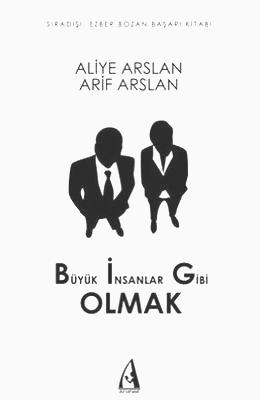 SIRADIŞI, EZBER BOZAN BAŞARI KİTABI
ALİYE ARSLAN
ARİF ARSLAN
BÜYÜK İNSANLAR GİBİ
OLMAK